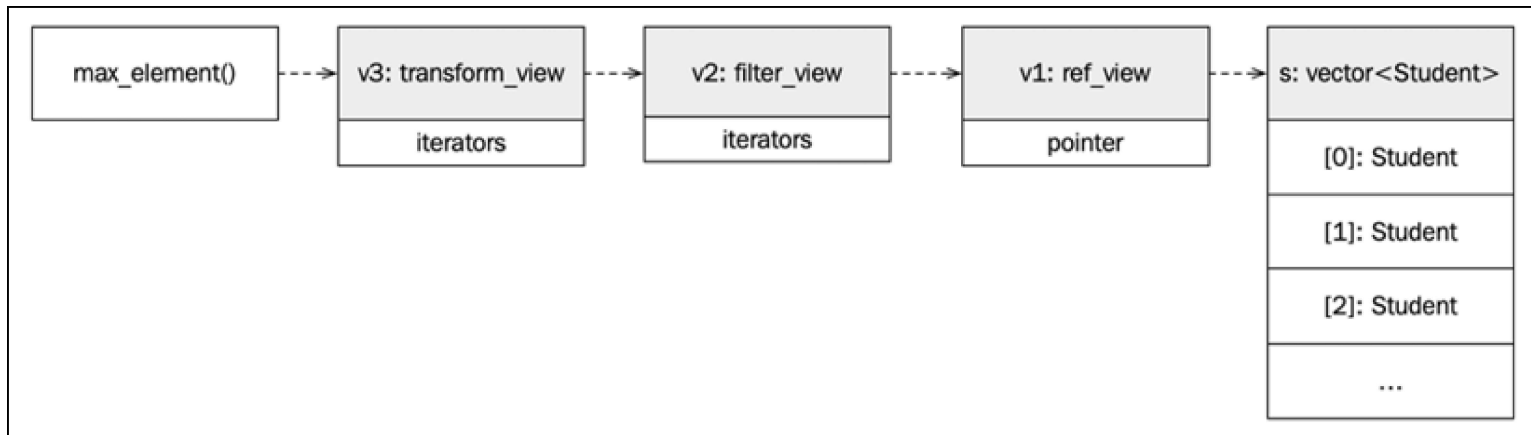 max_element()
v3: transform_view
iterators
v2: filter_view
iterators
v1: ref_view
pointer
s: vector<Student>
[0]: Student
[1]: Student
[2]: Student
...